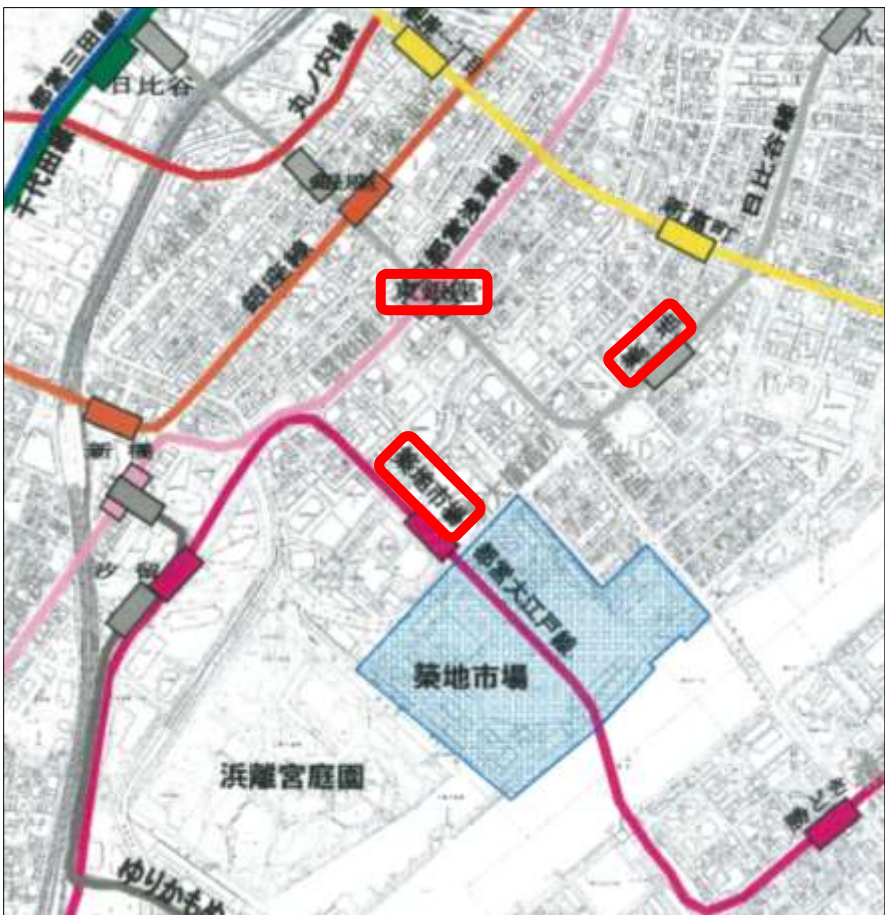 都営三田線
日比谷
丸ノ内線
千代田線
銀座線
都営浅草線
新富町
日比谷線
東銀座
築地
新橋
築地市場
汐留
都営大江戸線
築地市場
浜離宮庭園
勝どき
ゆりかもめ